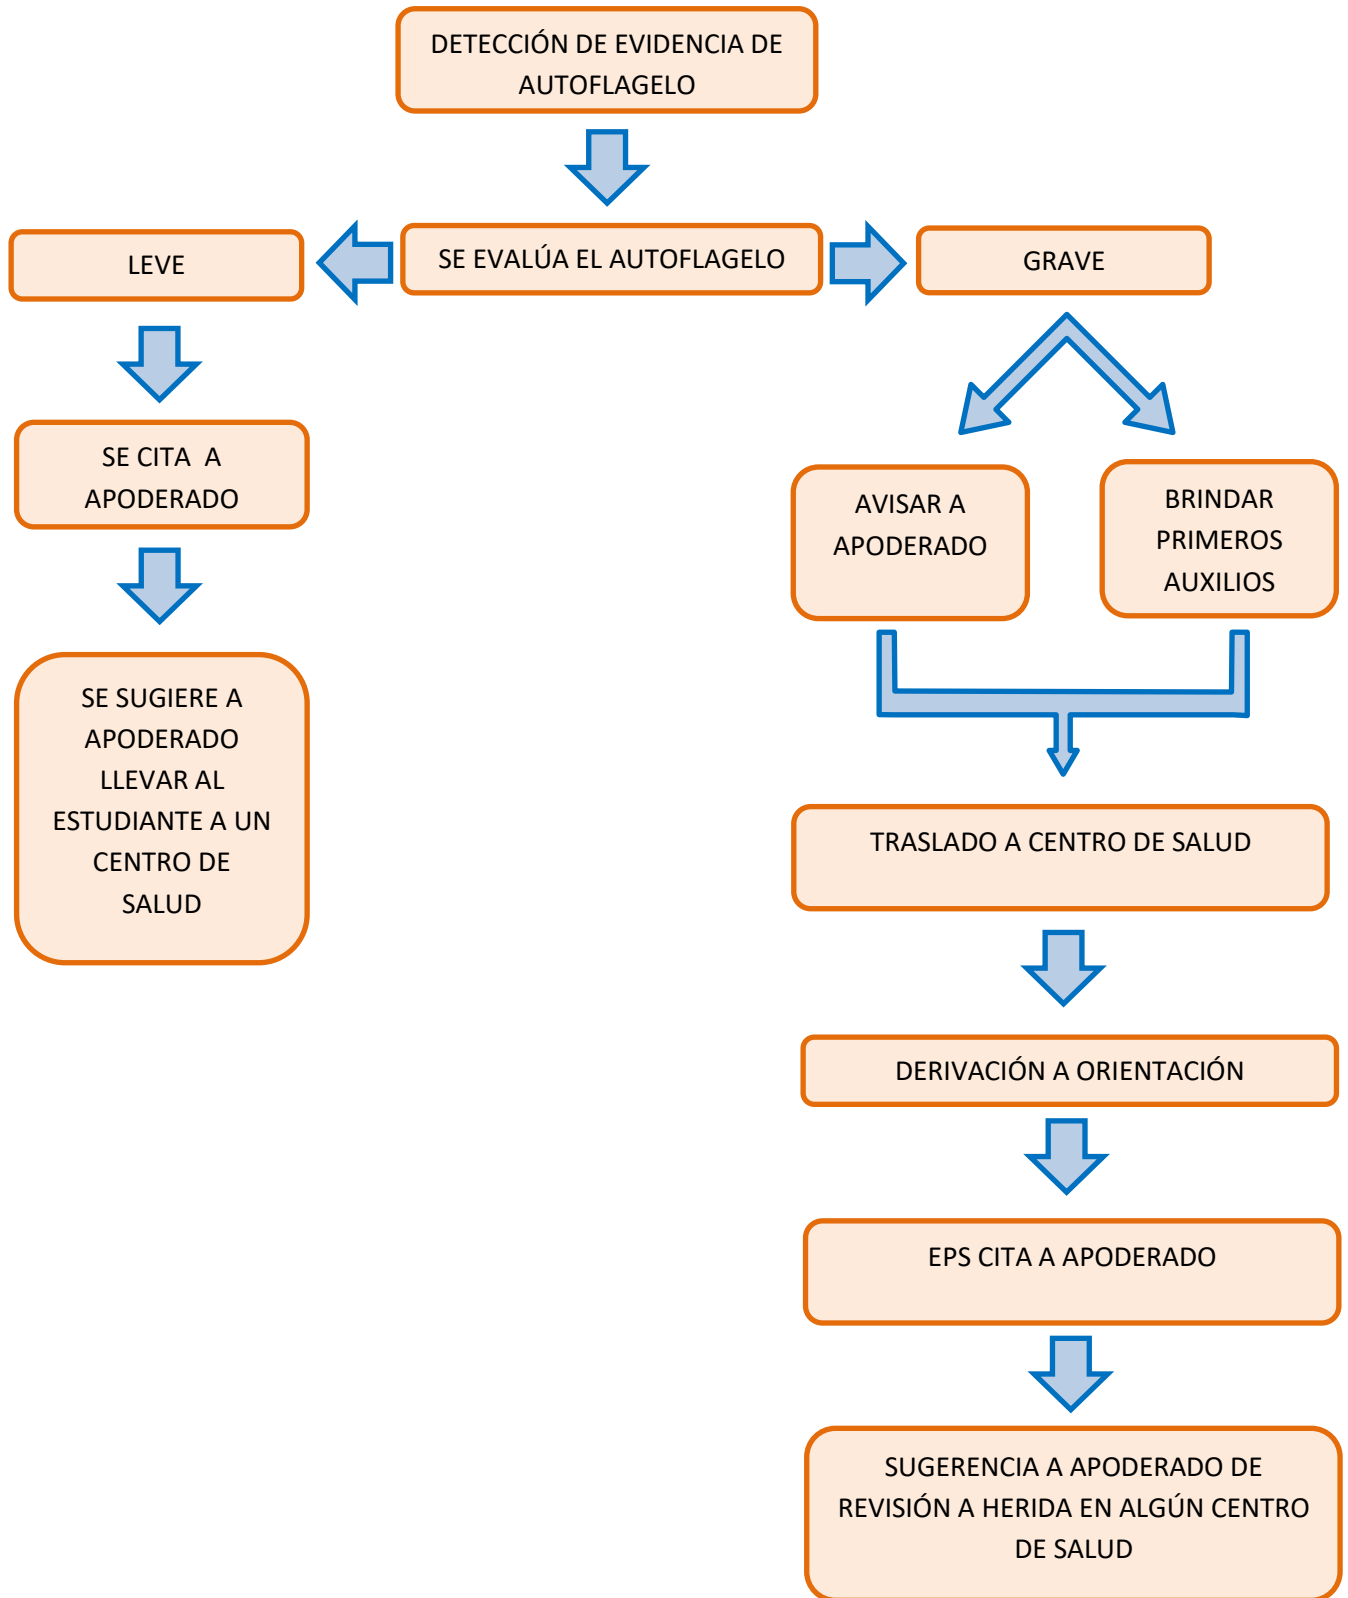 DETECCIÓN DE EVIDENCIA DE
AUTOFLAGELO
LEVE
SE EVALÚA EL AUTOFLAGELO
GRAVE
SE CITA A
APODERADO
SE SUGIERE A
APODERADO
LLEVAR AL
ESTUDIANTE A UN
CENTRO DE
SALUD
AVISAR A
APODERADO
BRINDAR
PRIMEROS
AUXILIOS
TRASLADO A CENTRO DE SALUD
DERIVACIÓN A ORIENTACIÓN
EPS CITA A APODERADO
SUGERENCIA A APODERADO DE
REVISIÓN A HERIDA EN ALGÚN CENTRO
DE SALUD